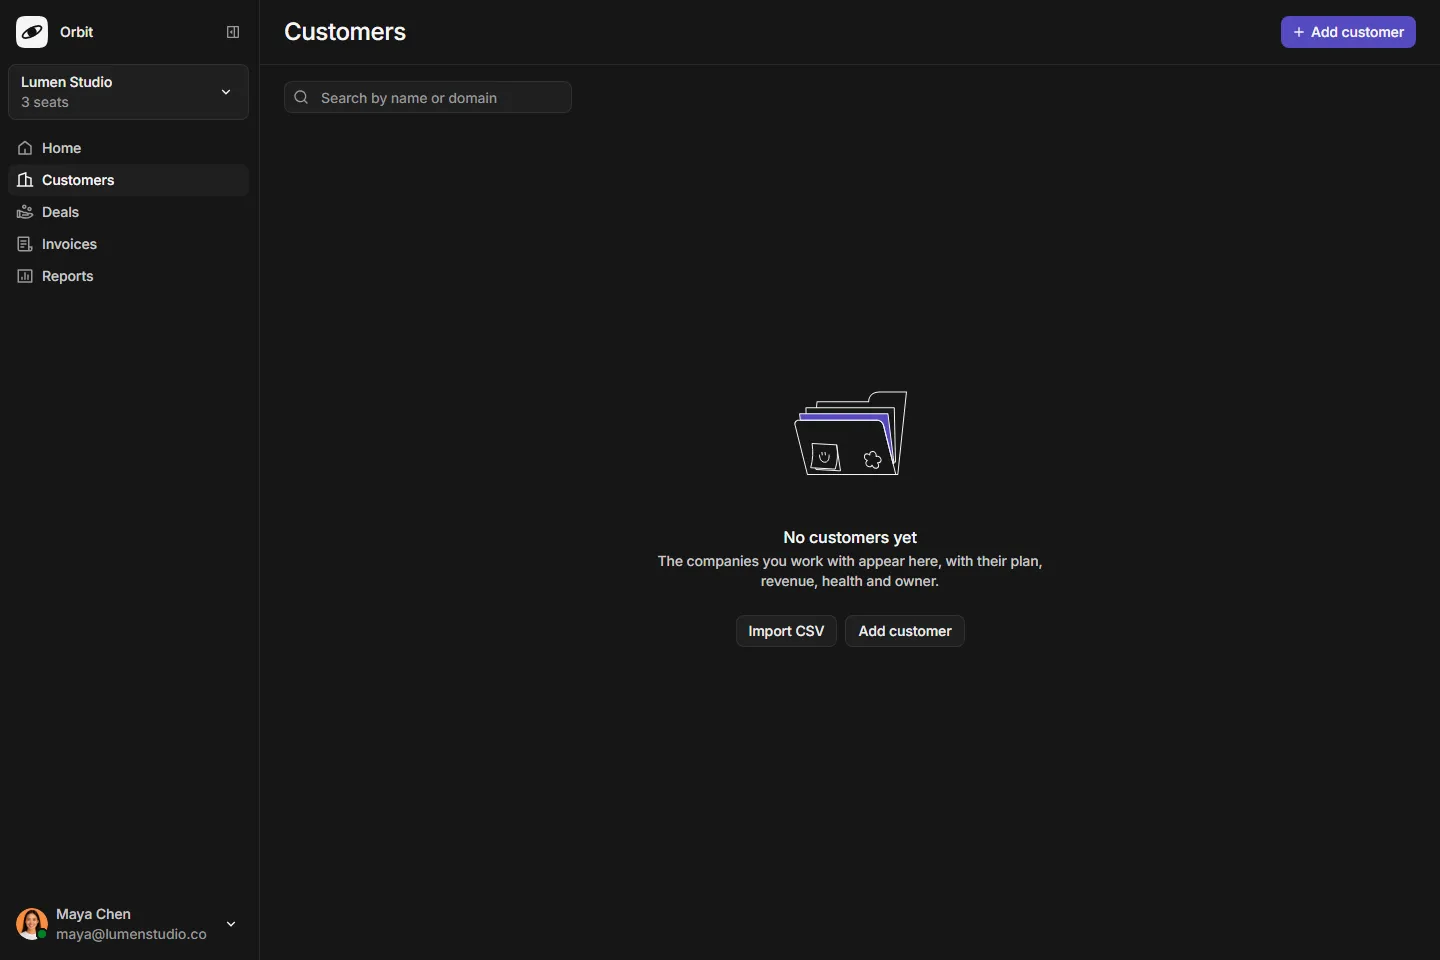 Orbit
Lumen Studio
3 seats
Home
Customers
Deals
Invoices
Reports
Maya Chen
maya@lumenstudio.co
Customers
+ Add customer
Search by name or domain
No customers yet
The companies you work with appear here, with their plan,
revenue, health and owner.
Import CSV
Add customer